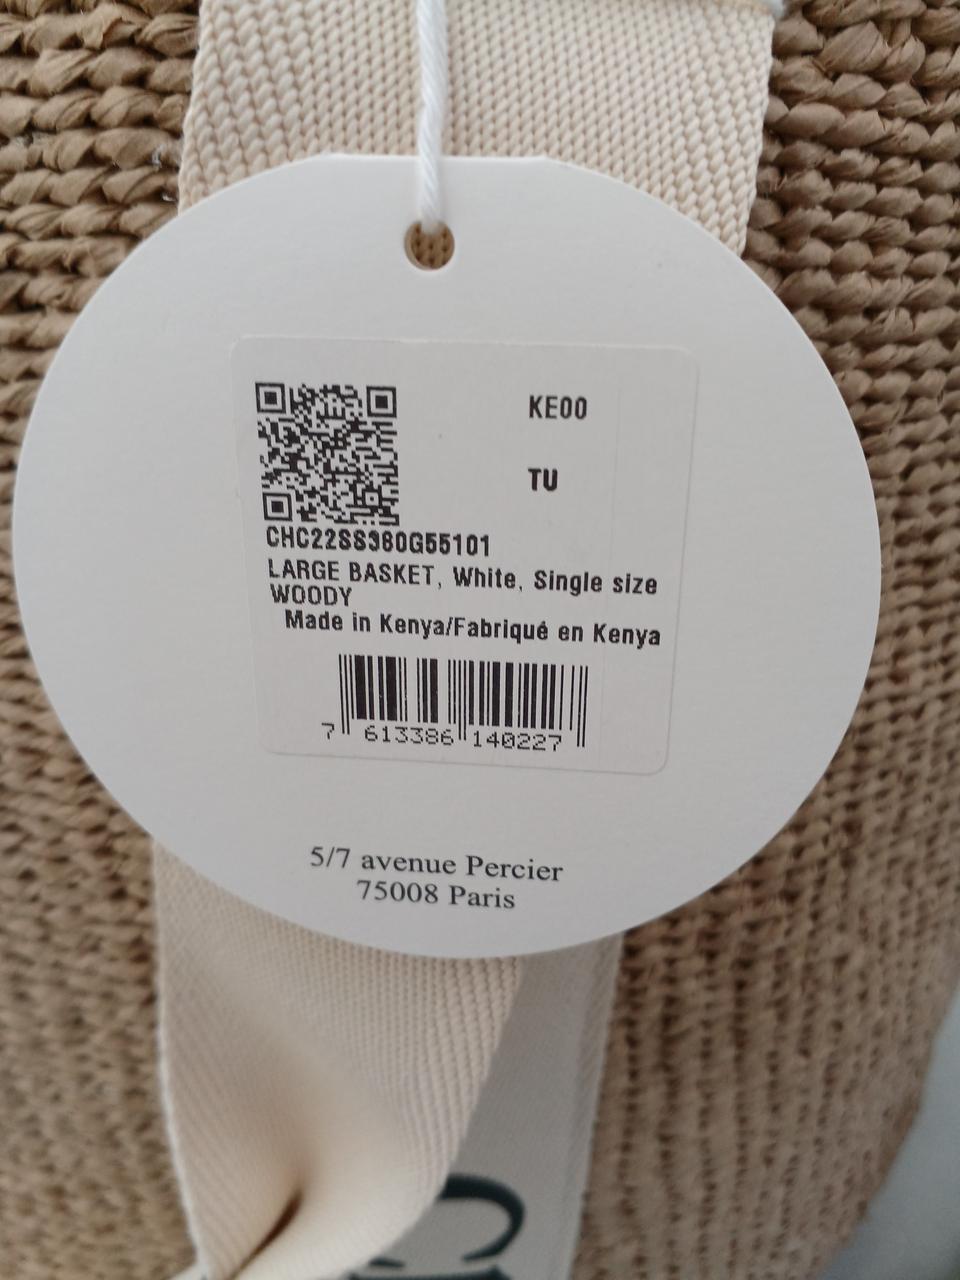 KE00
TU
CHC22SS380G55101
LARGE BASKET, White, Single size
WOODY
Made in Kenya/Fabriqué en Kenya
7 613386 140227
5/7 avenue Percier
75008 Paris